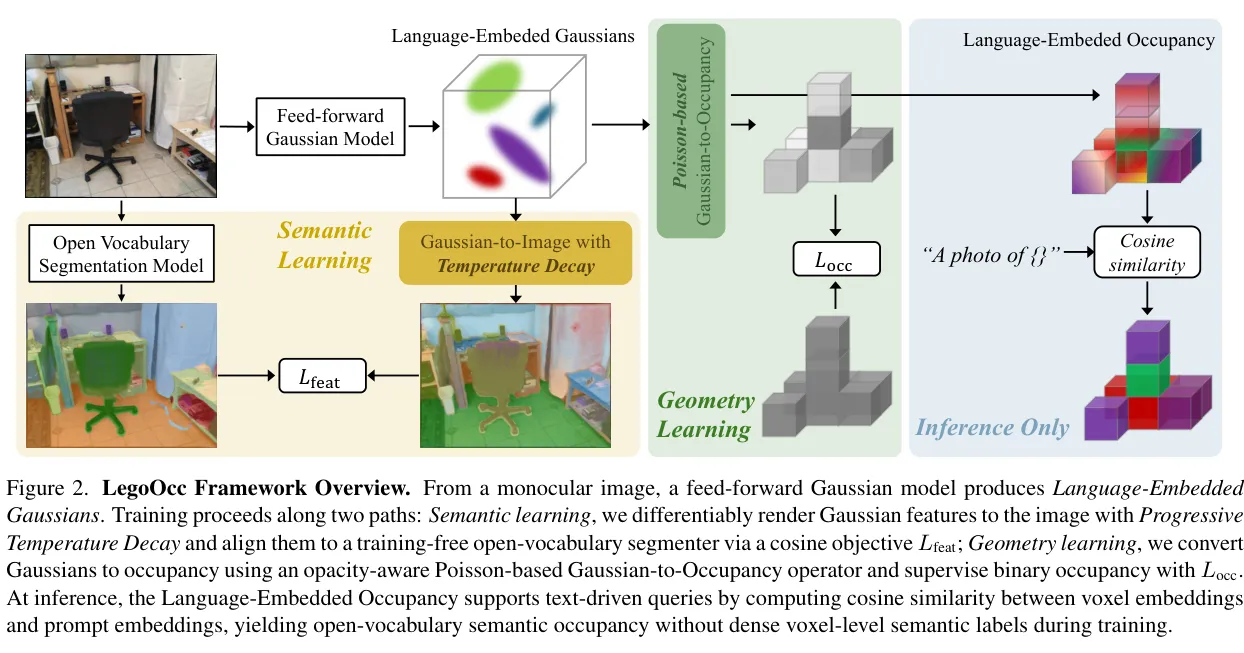 Language-Embeded Gaussians
Language-Embeded Occupancy
Feed-forward
Gaussian Model
Poisson-based
Gaussian-to-Occupancy
Semantic
Learning
Open Vocabulary
Segmentation Model
Gaussian-to-Image with
Temperature Decay
L_occ
“A photo of {}”
Cosine
similarity
L_feat
Geometry
Learning
Inference Only
Figure 2. LegoOcc Framework Overview. From a monocular image, a feed-forward Gaussian model produces Language-Embedded
Gaussians. Training proceeds along two paths: Semantic learning, we differentiably render Gaussian features to the image with Progressive
Temperature Decay and align them to a training-free open-vocabulary segmenter via a cosine objective L_feat; Geometry learning, we convert
Gaussians to occupancy using an opacity-aware Poisson-based Gaussian-to-Occupancy operator and supervise binary occupancy with L_occ.
At inference, the Language-Embedded Occupancy supports text-driven queries by computing cosine similarity between voxel embeddings
and prompt embeddings, yielding open-vocabulary semantic occupancy without dense voxel-level semantic labels during training.